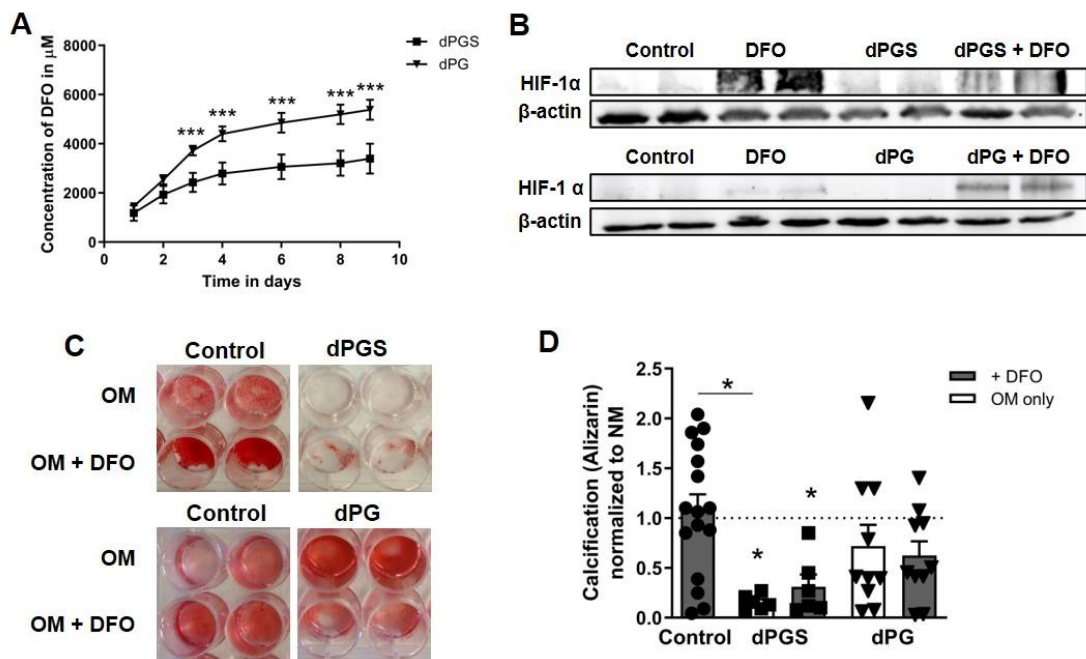 A
8000
6000
4000
2000
0
0 2 4 6 8 10
Concentration of DFO in µM
Time in days
*** *** *** *** ***
dPGS
dPG
B
Control DFO dPGS dPGS + DFO
HIF-1α
β-actin
Control DFO dPG dPG + DFO
HIF-1 α
β-actin
C
Control dPGS
OM
OM + DFO
Control dPG
OM
OM + DFO
D
2.5
2.0
1.5
1.0
0.5
0.0
Calcification (Alizarin)
normalized to NM
*
*
*
Control dPGS dPG
+ DFO
OM only